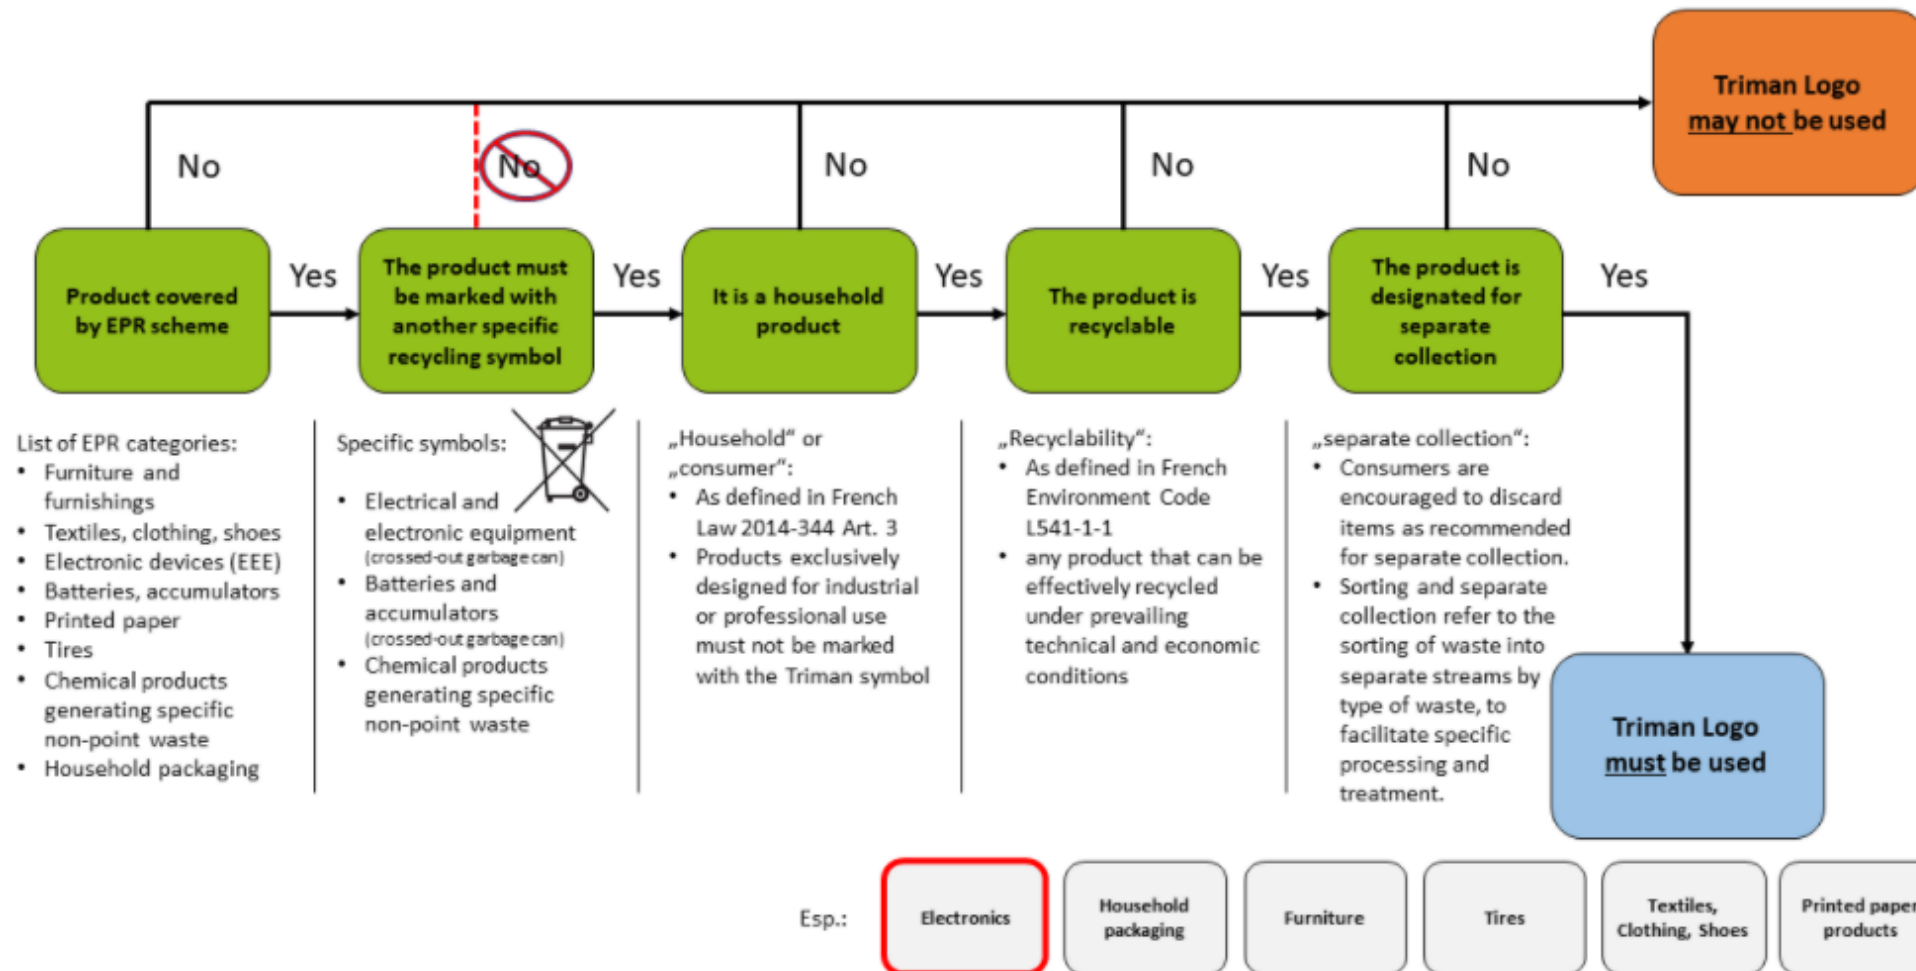 Triman Logo
may not be used
No
No
No
No
No
Product covered
by EPR scheme
Yes
The product must
be marked with
another specific
recycling symbol
Yes
It is a household
product
Yes
The product is
recyclable
Yes
The product is
designated for
separate
collection
Yes
List of EPR categories:
• Furniture and
furnishings
• Textiles, clothing, shoes
• Electronic devices (EEE)
• Batteries, accumulators
• Printed paper
• Tires
• Chemical products
generating specific
non-point waste
• Household packaging
Specific symbols:
• Electrical and
electronic equipment
(crossed-out garbage can)
• Batteries and
accumulators
(crossed-out garbage can)
• Chemical products
generating specific
non-point waste
„Household“ or
„consumer“:
• As defined in French
Law 2014-344 Art. 3
• Products exclusively
designed for industrial
or professional use
must not be marked
with the Triman symbol
„Recyclability“:
• As defined in French
Environment Code
L541-1-1
• any product that can be
effectively recycled
under prevailing
technical and economic
conditions
„separate collection“:
• Consumers are
encouraged to discard
items as recommended
for separate collection.
• Sorting and separate
collection refer to the
sorting of waste into
separate streams by
type of waste, to
facilitate specific
processing and
treatment.
Triman Logo
must be used
Esp.:
Electronics
Household
packaging
Furniture
Tires
Textiles,
Clothing, Shoes
Printed paper
products